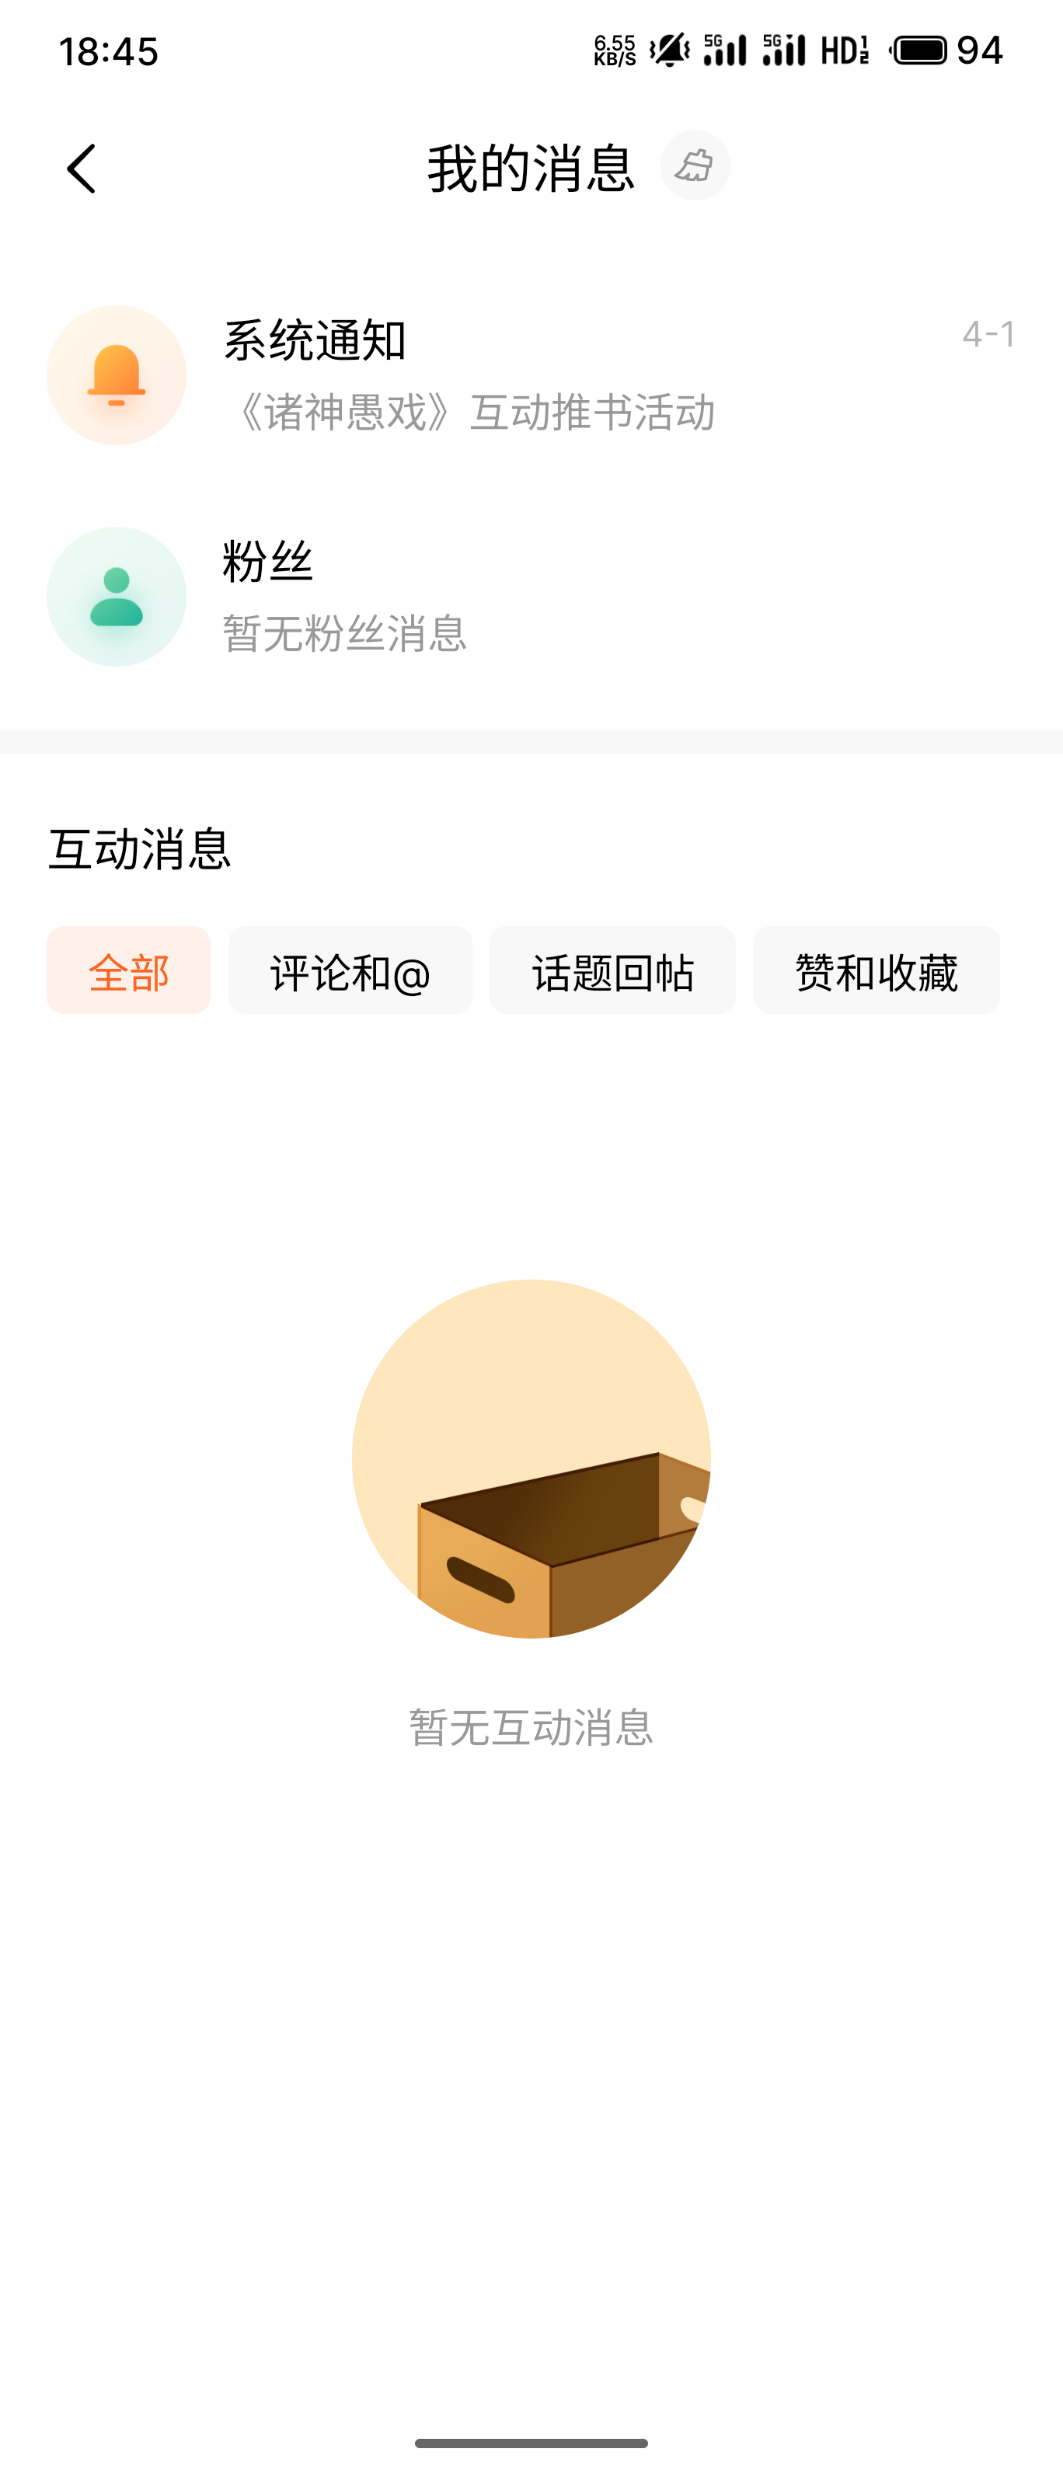 18:45
6.55 KB/S 5G 5G HD 1 2 94
我的消息
系统通知 4-1
《诸神愚戏》互动推书活动
粉丝
暂无粉丝消息
互动消息
全部 评论和@ 话题回帖 赞和收藏
暂无互动消息